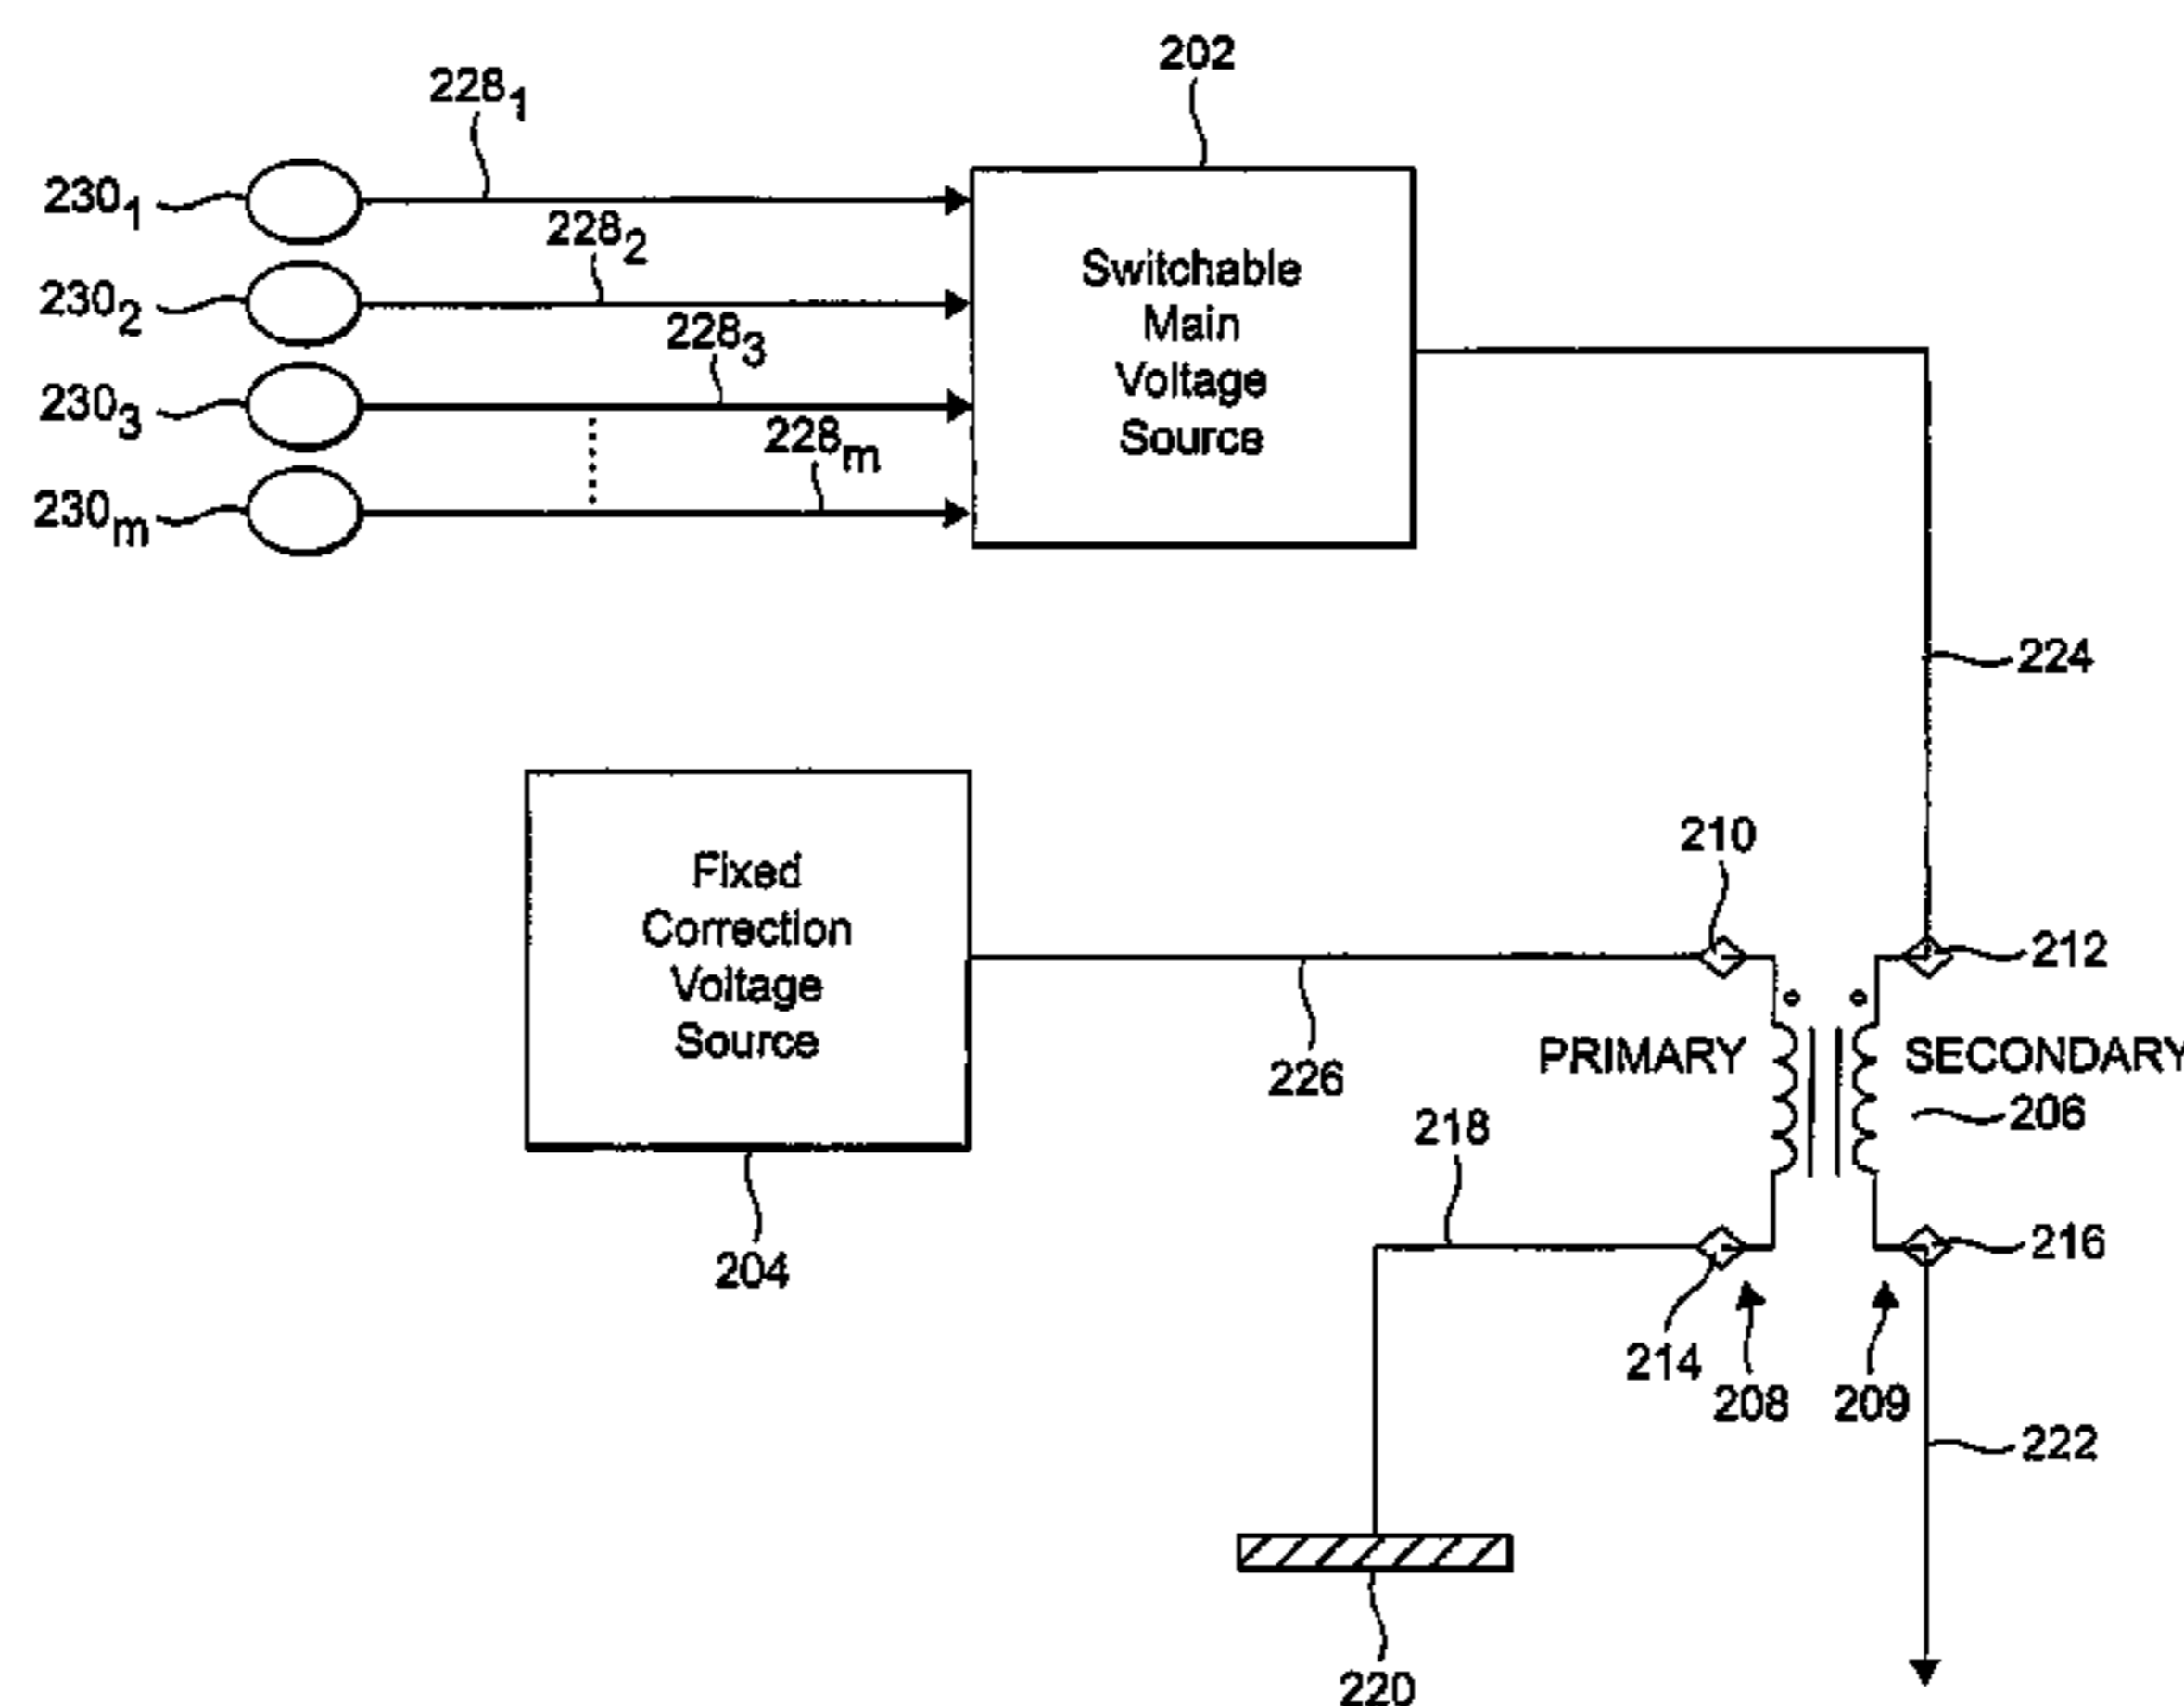 202
228₁
230₁
228₂
230₂
228₃
230₃
228ₘ
230ₘ
Switchable
Main
Voltage
Source
224
210
212
Fixed
Correction
Voltage
Source
226
PRIMARY
SECONDARY
206
218
204
216
214
208
209
222
220